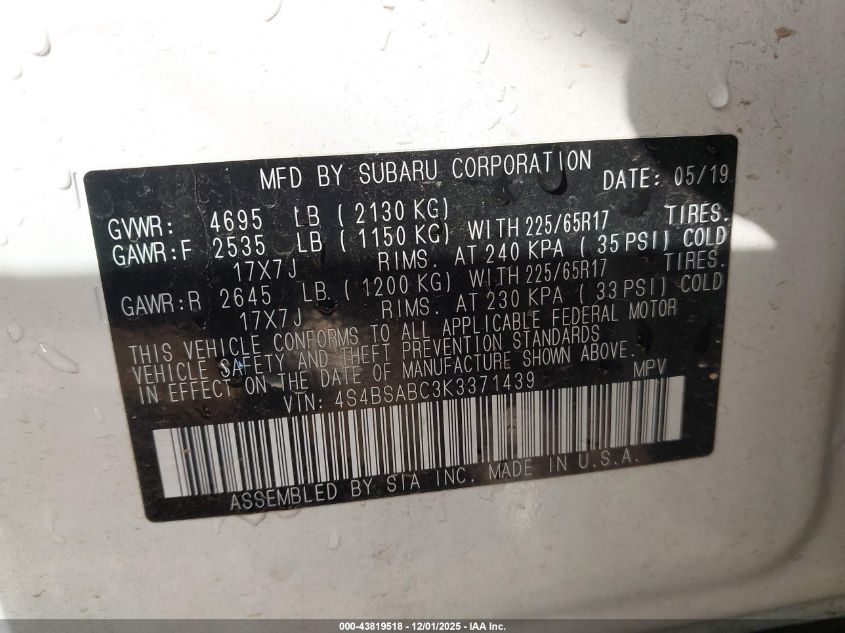 MFD BY SUBARU CORPORATION DATE: 05/19
GVWR: 4695 LB ( 2130 KG)
GAWR:F 2535 LB ( 1150 KG) WITH 225/65R17 TIRES.
17X7J RIMS. AT 240 KPA ( 35 PSI) COLD
GAWR:R 2645 LB ( 1200 KG) WITH 225/65R17 TIRES.
17X7J RIMS. AT 230 KPA ( 33 PSI) COLD
THIS VEHICLE CONFORMS TO ALL APPLICABLE FEDERAL MOTOR
VEHICLE SAFETY AND THEFT PREVENTION STANDARDS
IN EFFECT ON THE DATE OF MANUFACTURE SHOWN ABOVE.
VIN: 4S4BSABC3K3371439 MPV
ASSEMBLED BY SIA INC. MADE IN U.S.A.
000-43819518 - 12/01/2025 - IAA Inc.